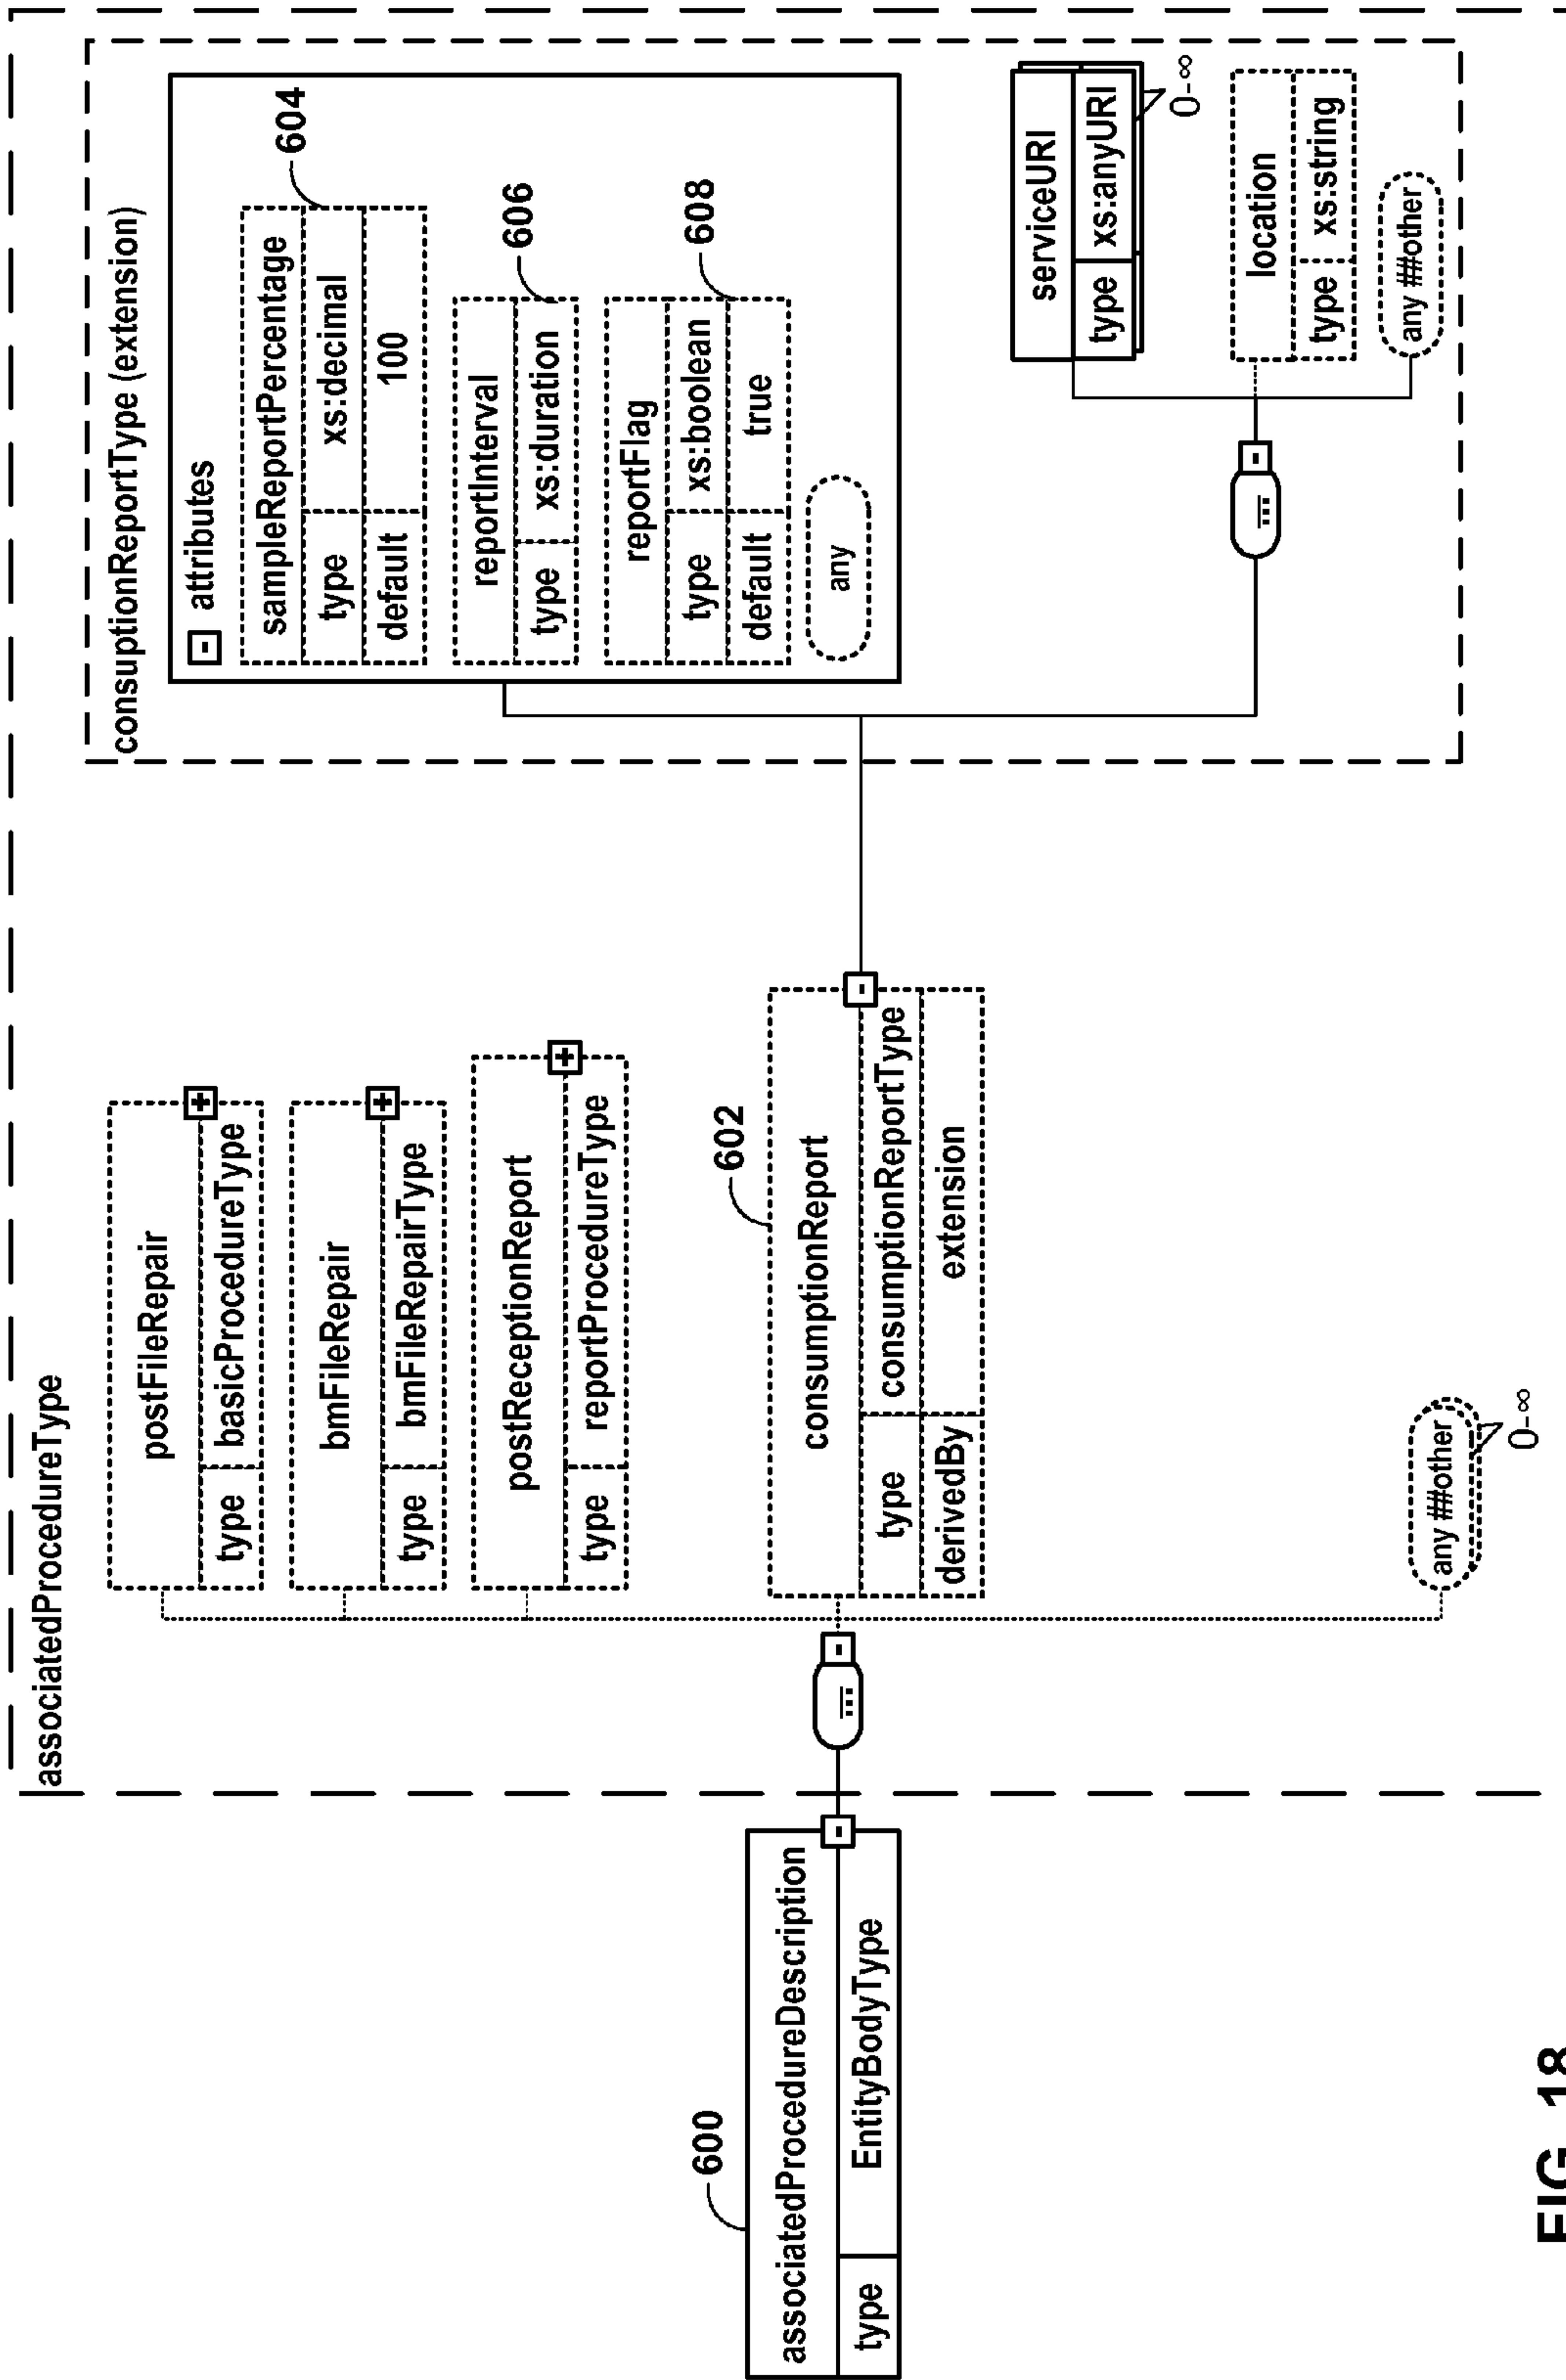 associatedProcedureType
consuptionReportType (extension)
attributes
604
sampleReportPercentage
type xs:decimal
default 100
606
reportInterval
type xs:duration
608
reportFlag
type xs:boolean
default true
any
serviceURI
type xs:anyURI
0-∞
location
type xs:string
any ##other
postFileRepair
type basicProcedureType
bmFileRepair
type bmFileRepairType
postReceptionReport
type reportProcedureType
602
consumptionReport
type consumptionReportType
derivedBy extension
any ##other
0-∞
600
associatedProcedureDescription
type EntityBodyType
FIG. 18